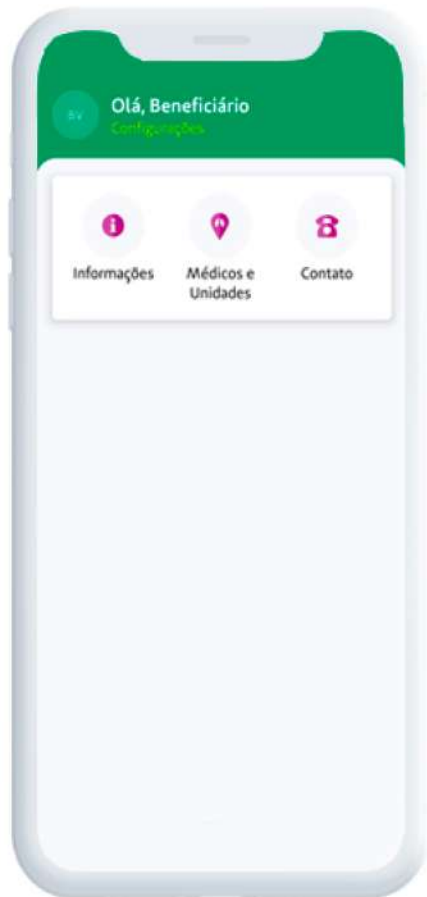 BV
Olá, Beneficiário
Configurações
Informações
Médicos e
Unidades
Contato